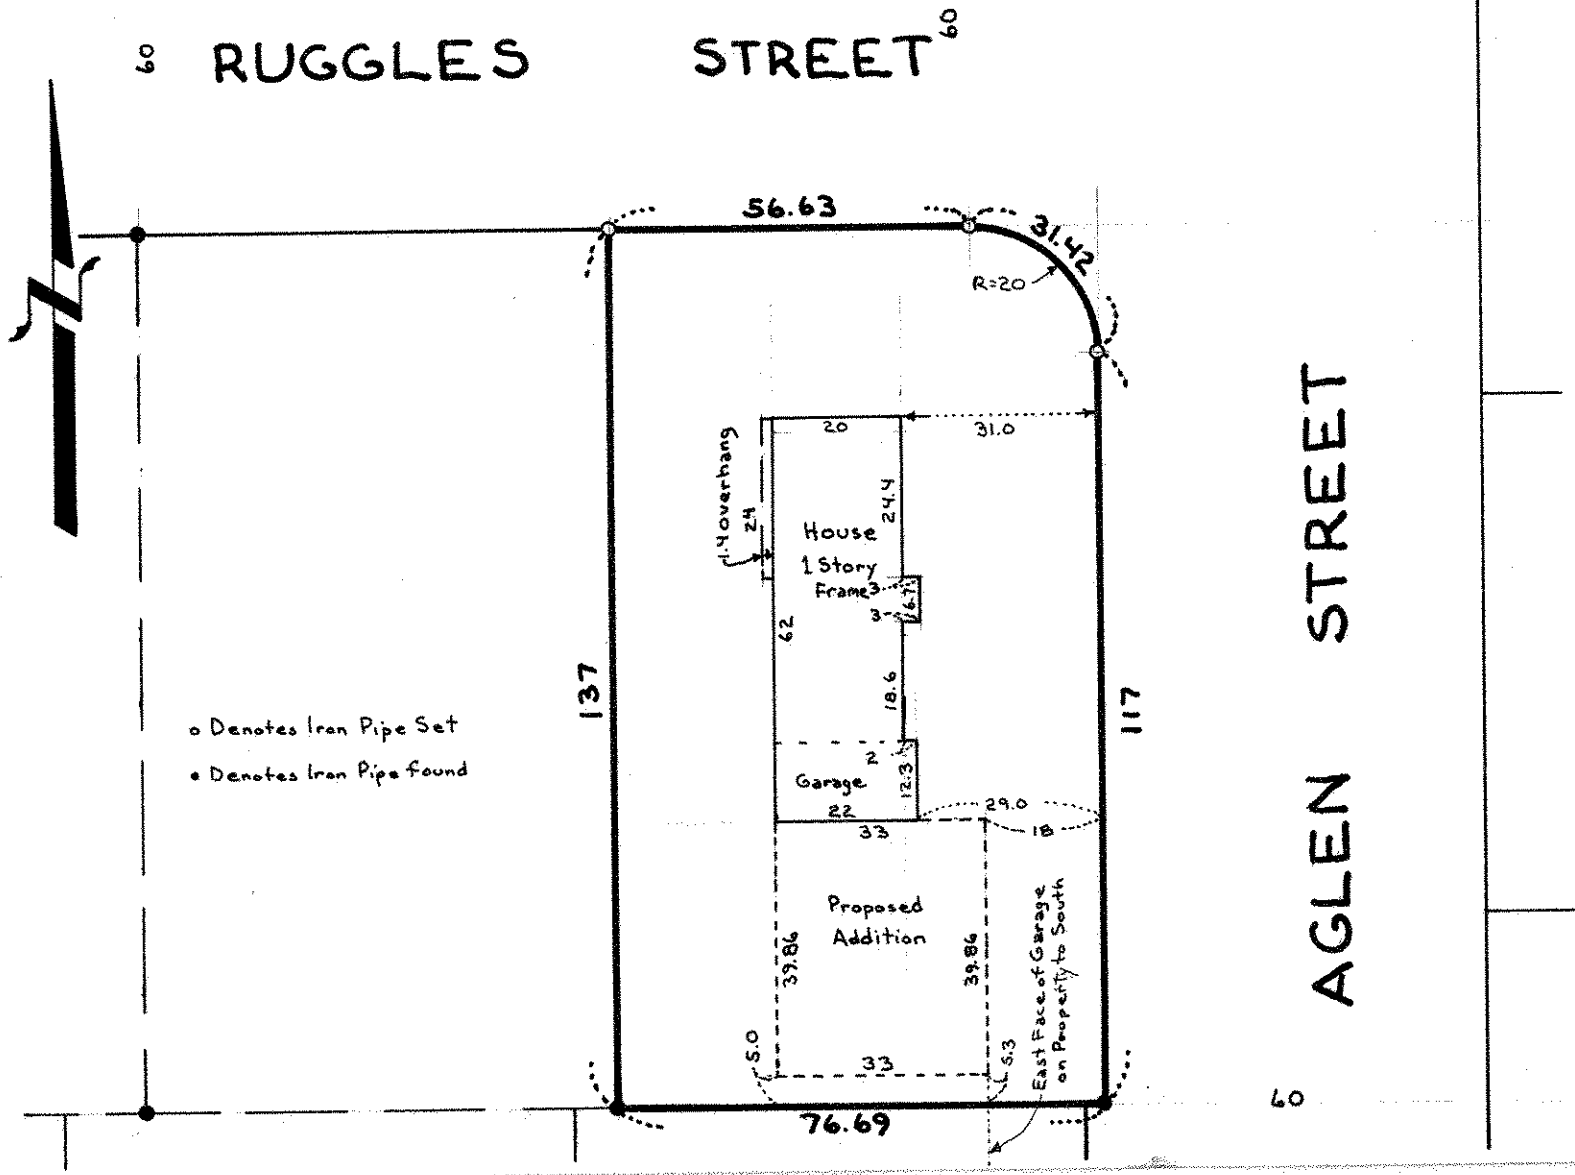 60 RUGGLES STREET 60
56.63
31.42
R=20
20
31.0
1.4 overhang
24
24.4
House
1 Story
Frame
3
6.7
3
62
18.6
137
117
o Denotes Iron Pipe Set
• Denotes Iron Pipe found
2
Garage
12.3
22
29.0
33
18
Proposed
Addition
39.86
39.86
East Face of Garage
on Property to South
5.0
33
5.3
76.69
60
AGLEN STREET